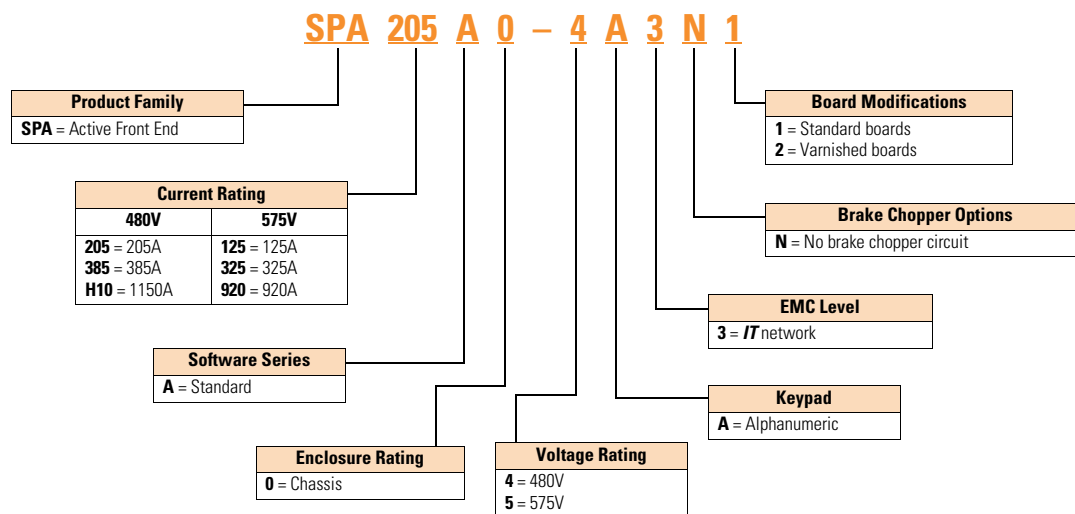 SPA 205 A 0 – 4 A 3 N 1
Product Family
SPA = Active Front End
Board Modifications
1 = Standard boards
2 = Varnished boards
Current Rating
480V 575V
205 = 205A 125 = 125A
385 = 385A 325 = 325A
H10 = 1150A 920 = 920A
Brake Chopper Options
N = No brake chopper circuit
EMC Level
3 = IT network
Software Series
A = Standard
Keypad
A = Alphanumeric
Enclosure Rating
0 = Chassis
Voltage Rating
4 = 480V
5 = 575V